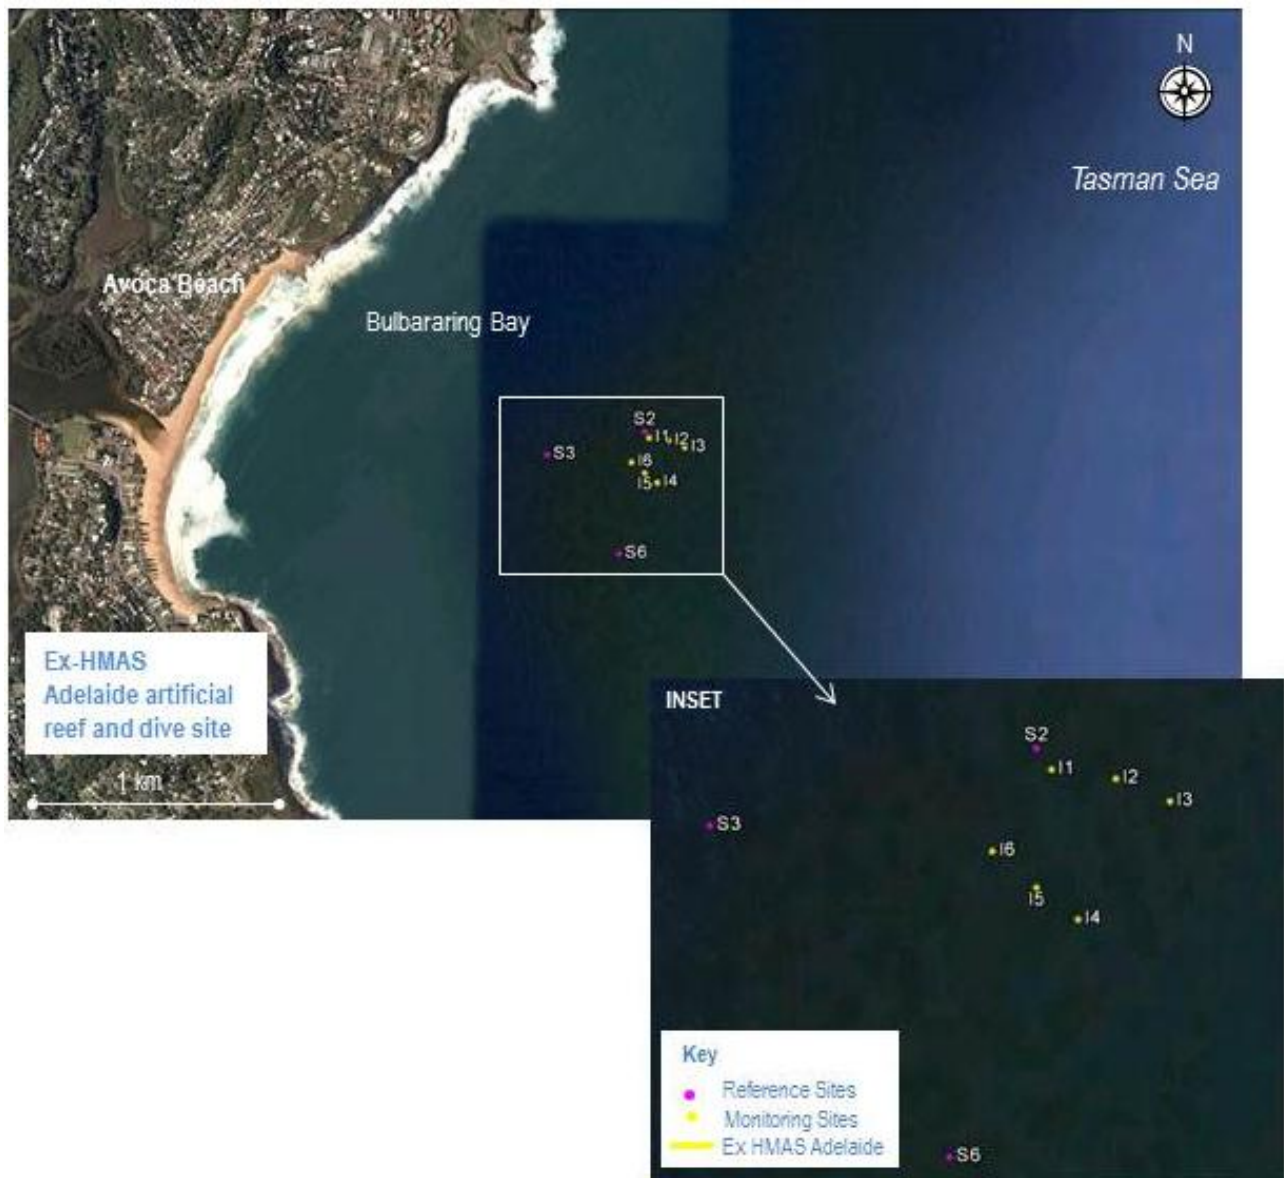 N
Tasman Sea
Avoca Beach
Bulbararing Bay
S2
I1
I2
I3
S3
I6
I5
I4
S6
Ex-HMAS
Adelaide artificial
reef and dive site
1 km
INSET
S2
I1
I2
I3
S3
I6
I5
I4
Key
Reference Sites
Monitoring Sites
Ex HMAS Adelaide
S6